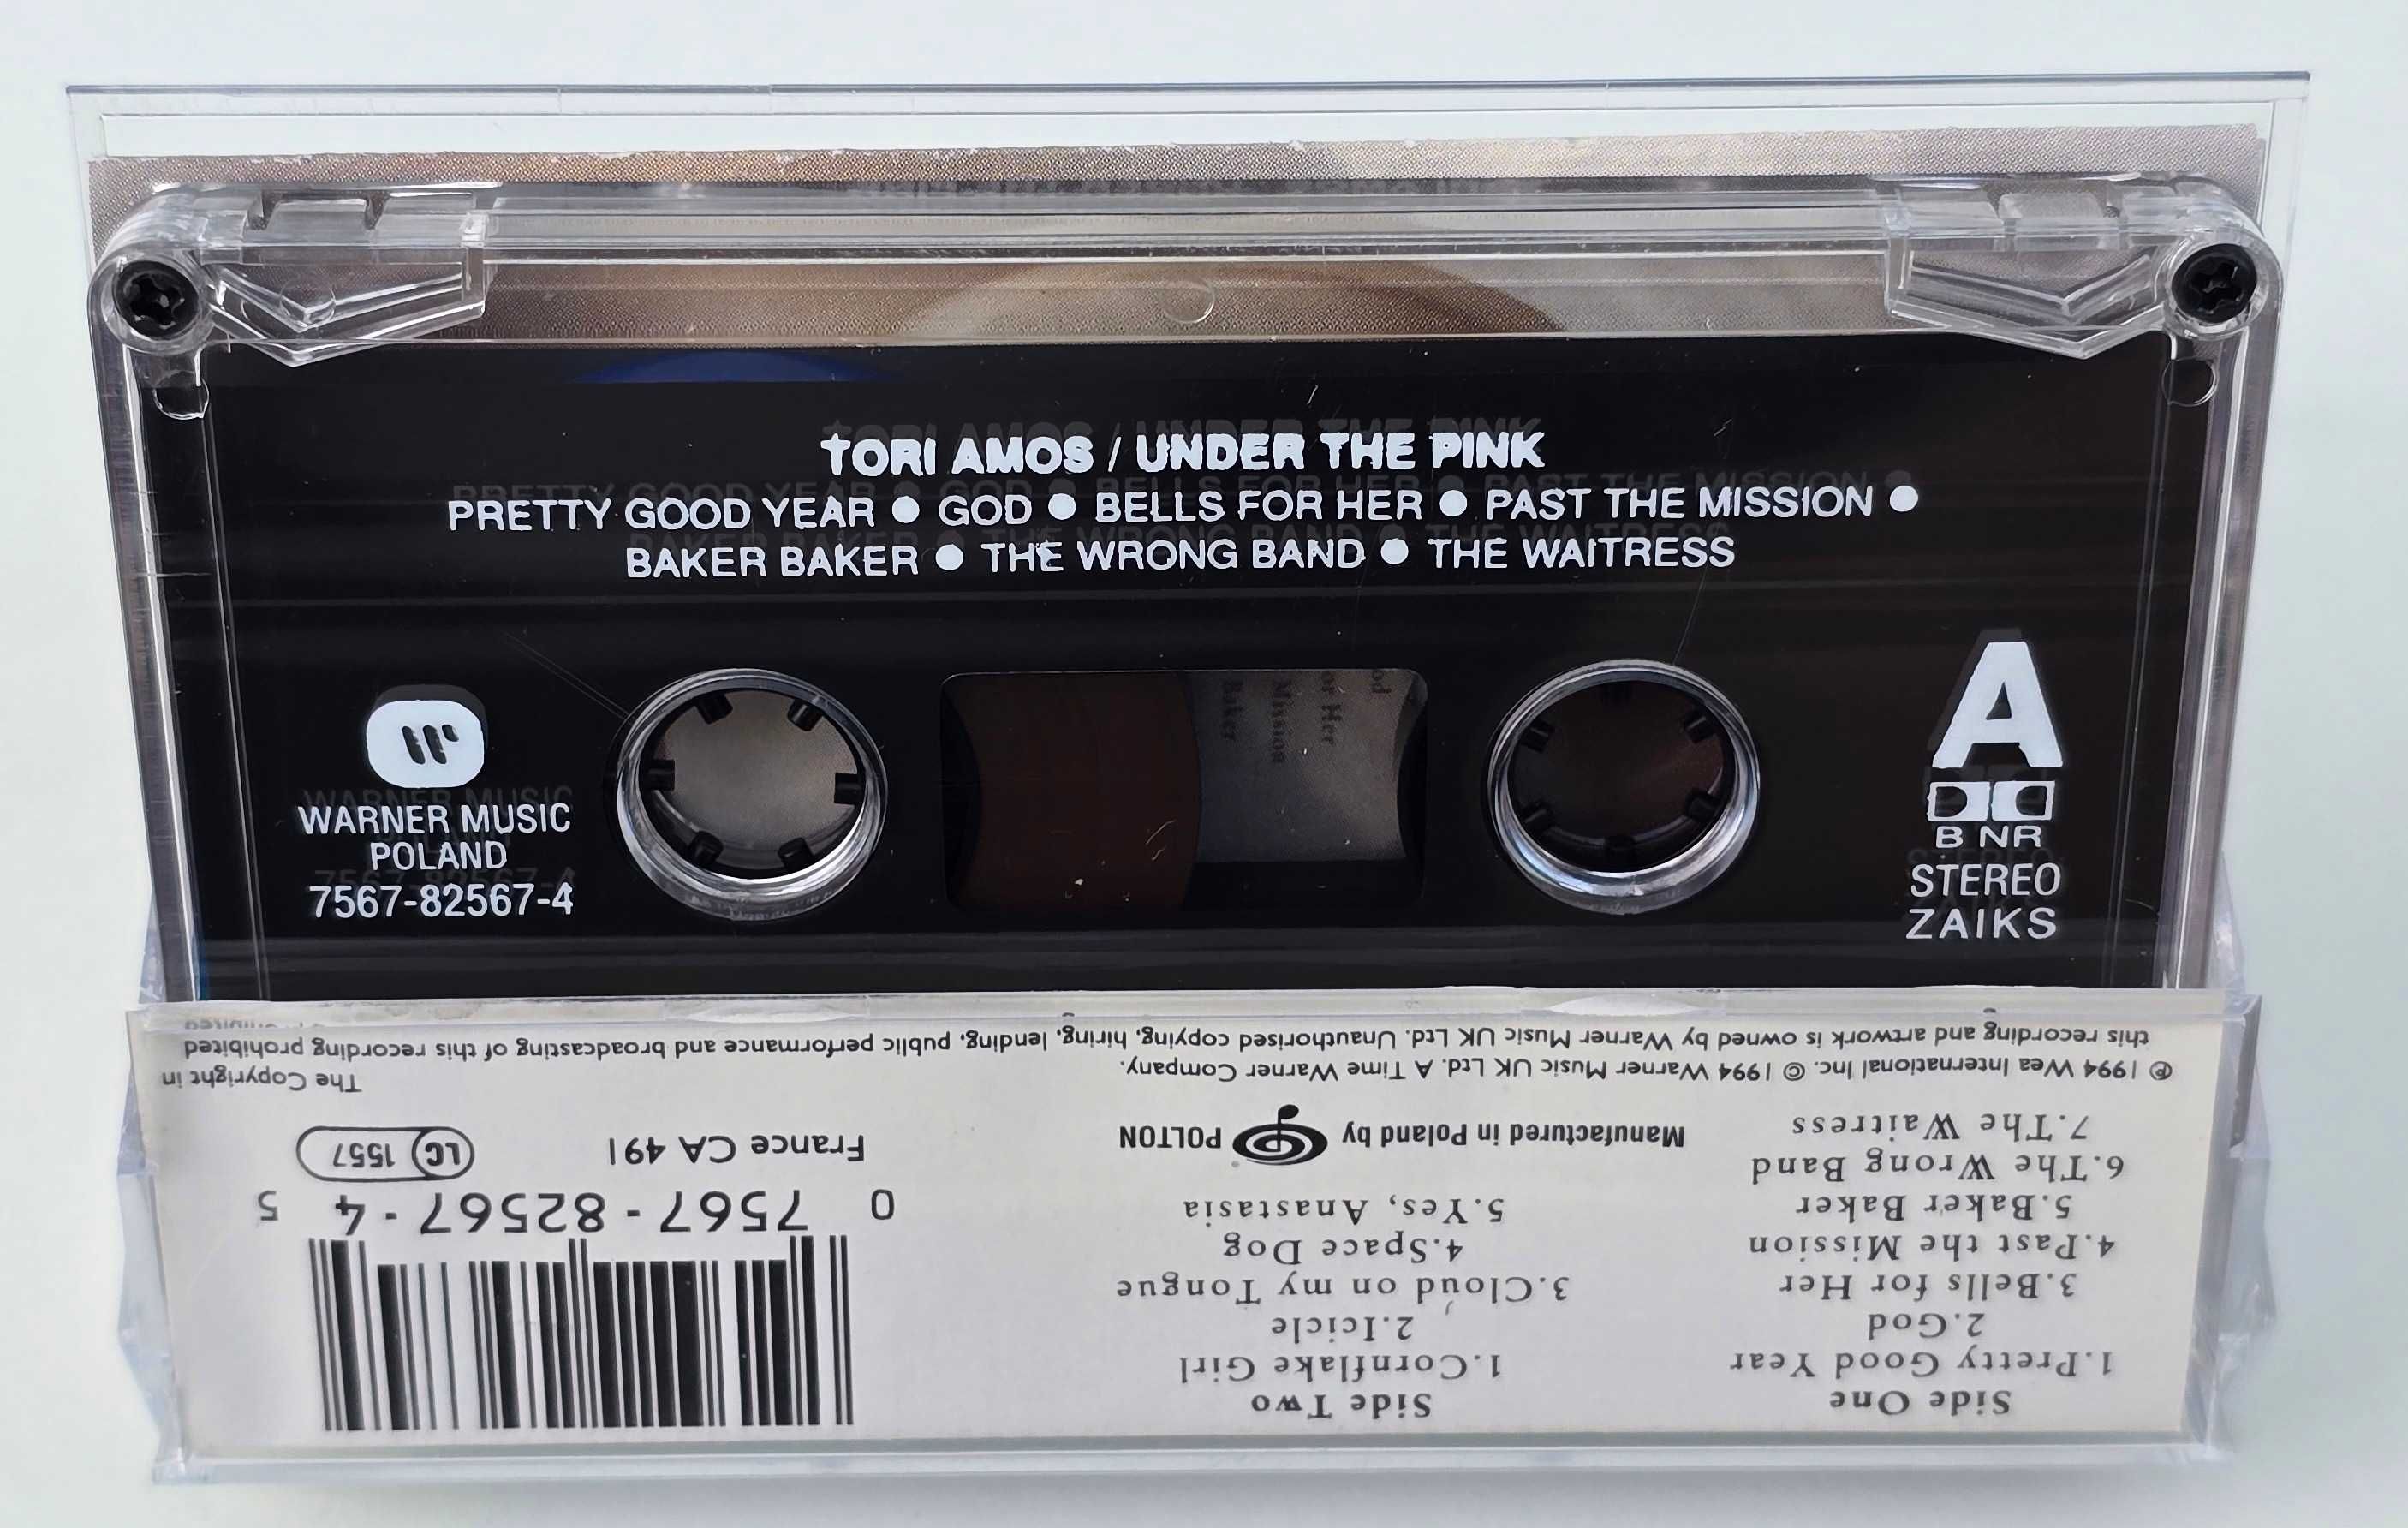 TORI AMOS / UNDER THE PINK
PRETTY GOOD YEAR ● GOD ● BELLS FOR HER ● PAST THE MISSION ●
BAKER BAKER ● THE WRONG BAND ● THE WAITRESS
WARNER MUSIC
POLAND
7567-82567-4
A
B NR
STEREO
ZAIKS
od
or Her
Mission
Baker
Side One
1.Pretty Good Year
2.God
3.Bells for Her
4.Past the Mission
5.Baker Baker
6.The Wrong Band
7.The Waitress
Side Two
1.Cornflake Girl
2.Icicle
3.Cloud on my Tongue
4.Space Dog
5.Yes, Anastasia
Manufactured in Poland by POLTON
0 7567-82567-4 5
France CA 491
LC 1557
℗ 1994 Wea International Inc. © 1994 Warner Music UK Ltd. A Time Warner Company. The Copyright in
this recording and artwork is owned by Warner Music UK Ltd. Unauthorised copying, hiring, lending, public performance and broadcasting of this recording prohibited